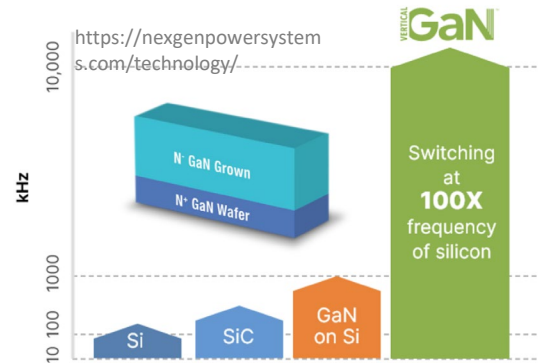 https://nexgenpowersystem
s.com/technology/
VERTICAL
GaN
10,000
kHz
1000
100
10
N⁻ GaN Grown
N⁺ GaN Wafer
Switching
at
100X
frequency
of silicon
Si
SiC
GaN
on Si